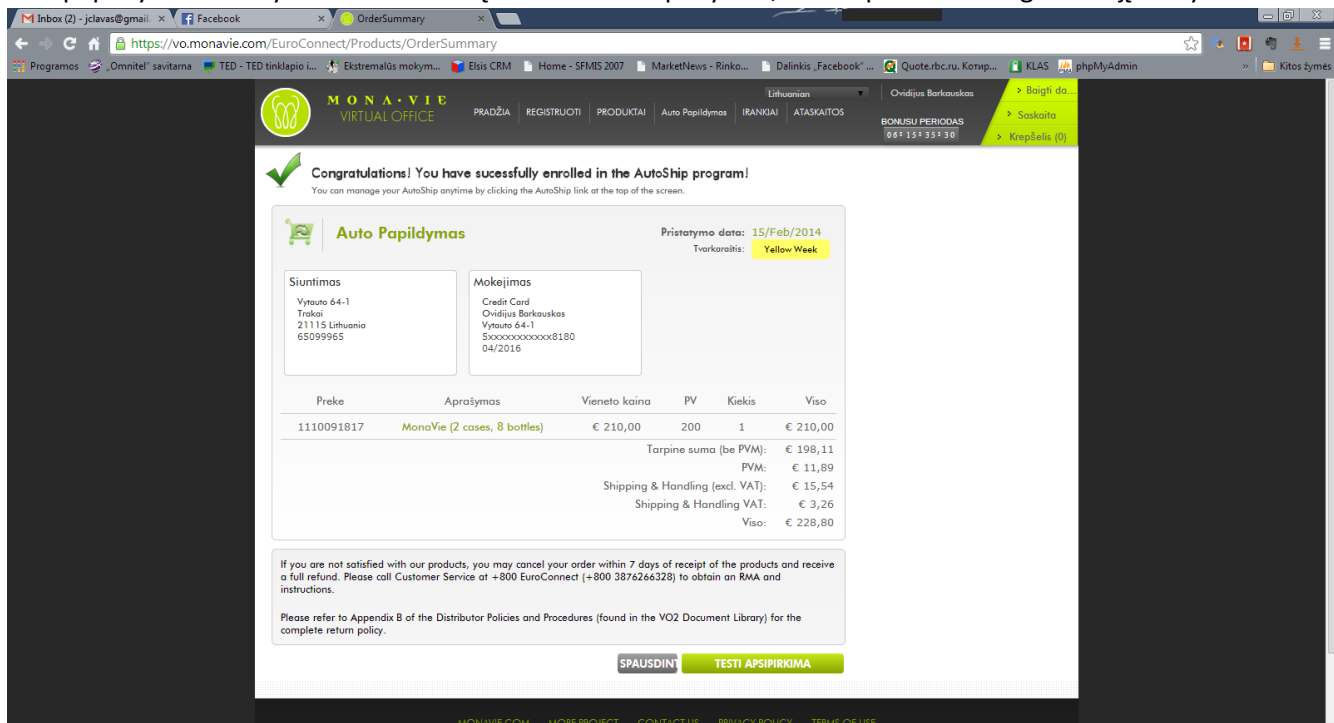 Inbox (2) - jclavas@gmail. ×
Facebook ×
OrderSummary ×
https://vo.monavie.com/EuroConnect/Products/OrderSummary
Programos
„Omnitel“ savitarna
TED - TED tinklapio i...
Ekstremalūs mokym...
Elsis CRM
Home - SFMIS 2007
MarketNews - Rinko...
Dalinkis „Facebook“ ...
Quote.rbc.ru. Котир...
KLAS
phpMyAdmin
»
Kitos žymės
MONA·VIE
VIRTUAL OFFICE
PRADŽIA
REGISTRUOTI
PRODUKTAI
Auto Papildymas
IRANKIAI
ATASKAITOS
Lithuanian
Ovidijus Barkauskas
BONUSU PERIODAS
06: 15: 35: 30
Baigti da...
Saskaita
Krepšelis (0)
Congratulations! You have sucessfully enrolled in the AutoShip program!
You can manage your AutoShip anytime by clicking the AutoShip link at the top of the screen.
Auto Papildymas
Pristatymo data: 15/Feb/2014
Tvarkaraštis: Yellow Week
Siuntimas
Vytauto 64-1
Trakai
21115 Lithuania
65099965
Mokejimas
Credit Card
Ovidijus Barkauskas
Vytauto 64-1
5xxxxxxxxxxx8180
04/2016
Preke Aprašymas Vieneto kaina PV Kiekis Viso
1110091817 MonaVie (2 cases, 8 bottles) € 210,00 200 1 € 210,00
Tarpine suma (be PVM): € 198,11
PVM: € 11,89
Shipping & Handling (excl. VAT): € 15,54
Shipping & Handling VAT: € 3,26
Viso: € 228,80
If you are not satisfied with our products, you may cancel your order within 7 days of receipt of the products and receive
a full refund. Please call Customer Service at +800 EuroConnect (+800 3876266328) to obtain an RMA and
instructions.
Please refer to Appendix B of the Distributor Policies and Procedures (found in the VO2 Document Library) for the
complete return policy.
SPAUSDINT
TESTI APSIPIRKIMA
MONAVIE.COM MORE PROJECT CONTACT US PRIVACY POLICY TERMS OF USE